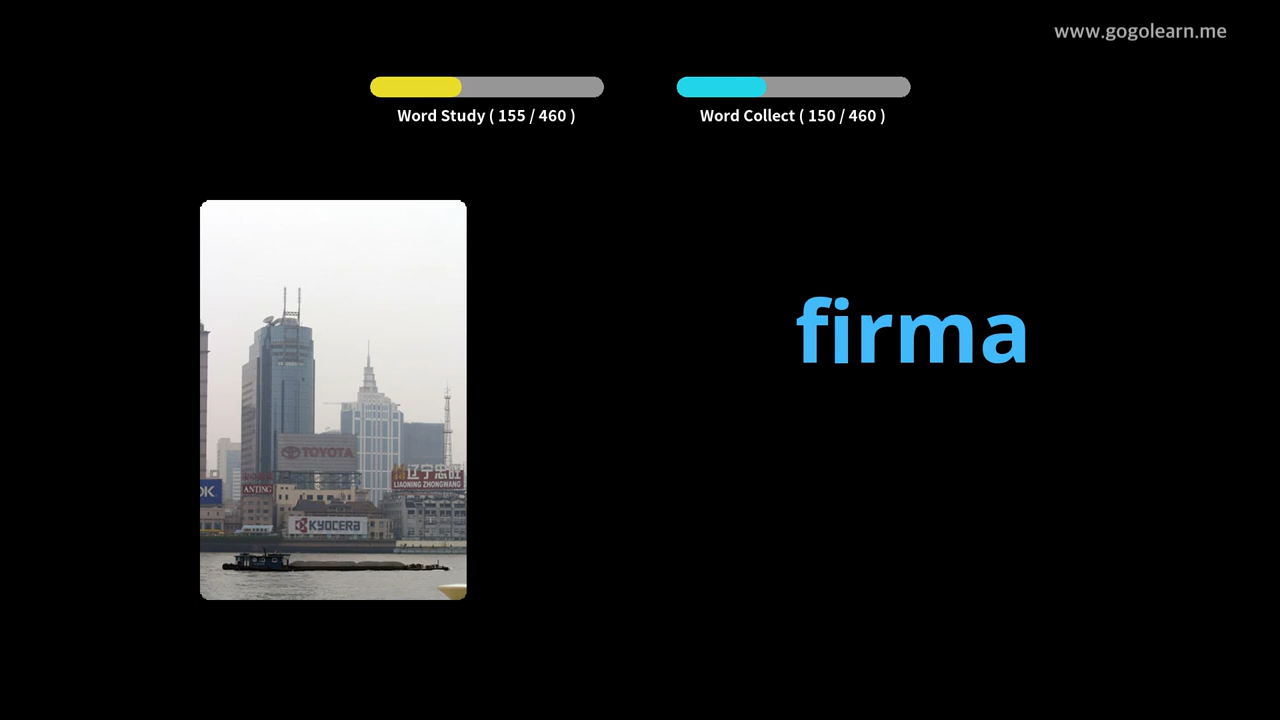 www.gogolearn.me
Word Study ( 155 / 460 )
Word Collect ( 150 / 460 )
firma
TOYOTA
辽宁忠旺
LIAONING ZHONGWANG
ANTING
OK
KYOCERA